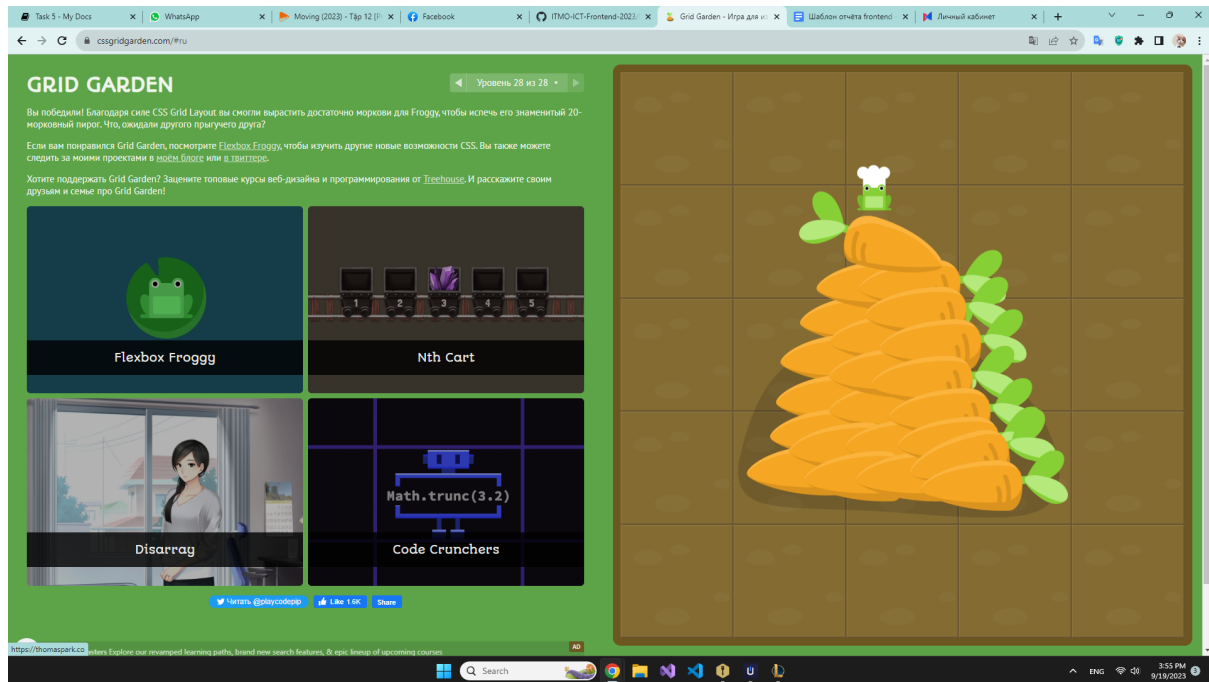 Task 5 - My Docs
WhatsApp
Moving (2023) - Tập 12 (P
Facebook
ITMO-ICT-Frontend-2023/
Grid Garden - Игра для из
Шаблон отчёта frontend
Личный кабинет
cssgridgarden.com/#ru
GRID GARDEN
Уровень 28 из 28
Вы победили! Благодаря силе CSS Grid Layout вы смогли вырастить достаточно моркови для Froggy, чтобы испечь его знаменитый 20-
морковный пирог. Что, ожидали другого прыгучего друга?
Если вам понравился Grid Garden, посмотрите Flexbox Froggy, чтобы изучить другие новые возможности CSS. Вы также можете
следить за моими проектами в моём блоге или в твиттере.
Хотите поддержать Grid Garden? Зацените топовые курсы веб-дизайна и программирования от Treehouse. И расскажите своим
друзьям и семье про Grid Garden!
1 2 3 4 5
Flexbox Froggy
Nth Cart
Math.trunc(3.2)
Disarray
Code Crunchers
Читать @playcodepip
Like 1.6K
Share
AD
https://thomaspark.co
sters Explore our revamped learning paths, brand new search features, & epic lineup of upcoming courses
Search
ENG
3:55 PM
9/19/2023
3